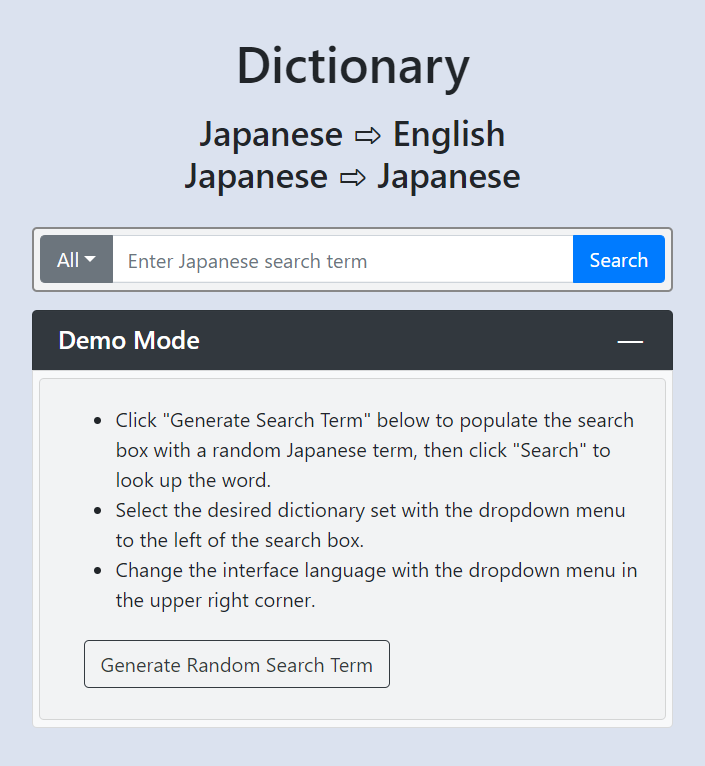 Dictionary
Japanese ⇨ English
Japanese ⇨ Japanese
All
Enter Japanese search term
Search
Demo Mode
Click "Generate Search Term" below to populate the search
box with a random Japanese term, then click "Search" to
look up the word.
Select the desired dictionary set with the dropdown menu
to the left of the search box.
Change the interface language with the dropdown menu in
the upper right corner.
Generate Random Search Term